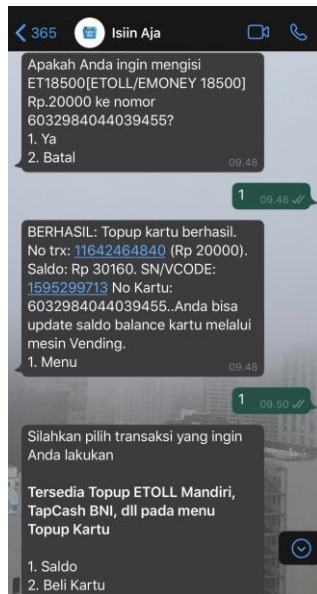 365
Isiin Aja
Apakah Anda ingin mengisi
ET18500[ETOLL/EMONEY 18500]
Rp.20000 ke nomor
6032984044039455?
1. Ya
2. Batal
09.48
1 09.48
BERHASIL: Topup kartu berhasil.
No trx: 11642464840 (Rp 20000).
Saldo: Rp 30160. SN/VCODE:
1595299713 No Kartu:
6032984044039455..Anda bisa
update saldo balance kartu melalui
mesin Vending.
1. Menu
09.48
1 09.50
Silahkan pilih transaksi yang ingin
Anda lakukan
Tersedia Topup ETOLL Mandiri,
TapCash BNI, dll pada menu
Topup Kartu
1. Saldo
2. Beli Kartu